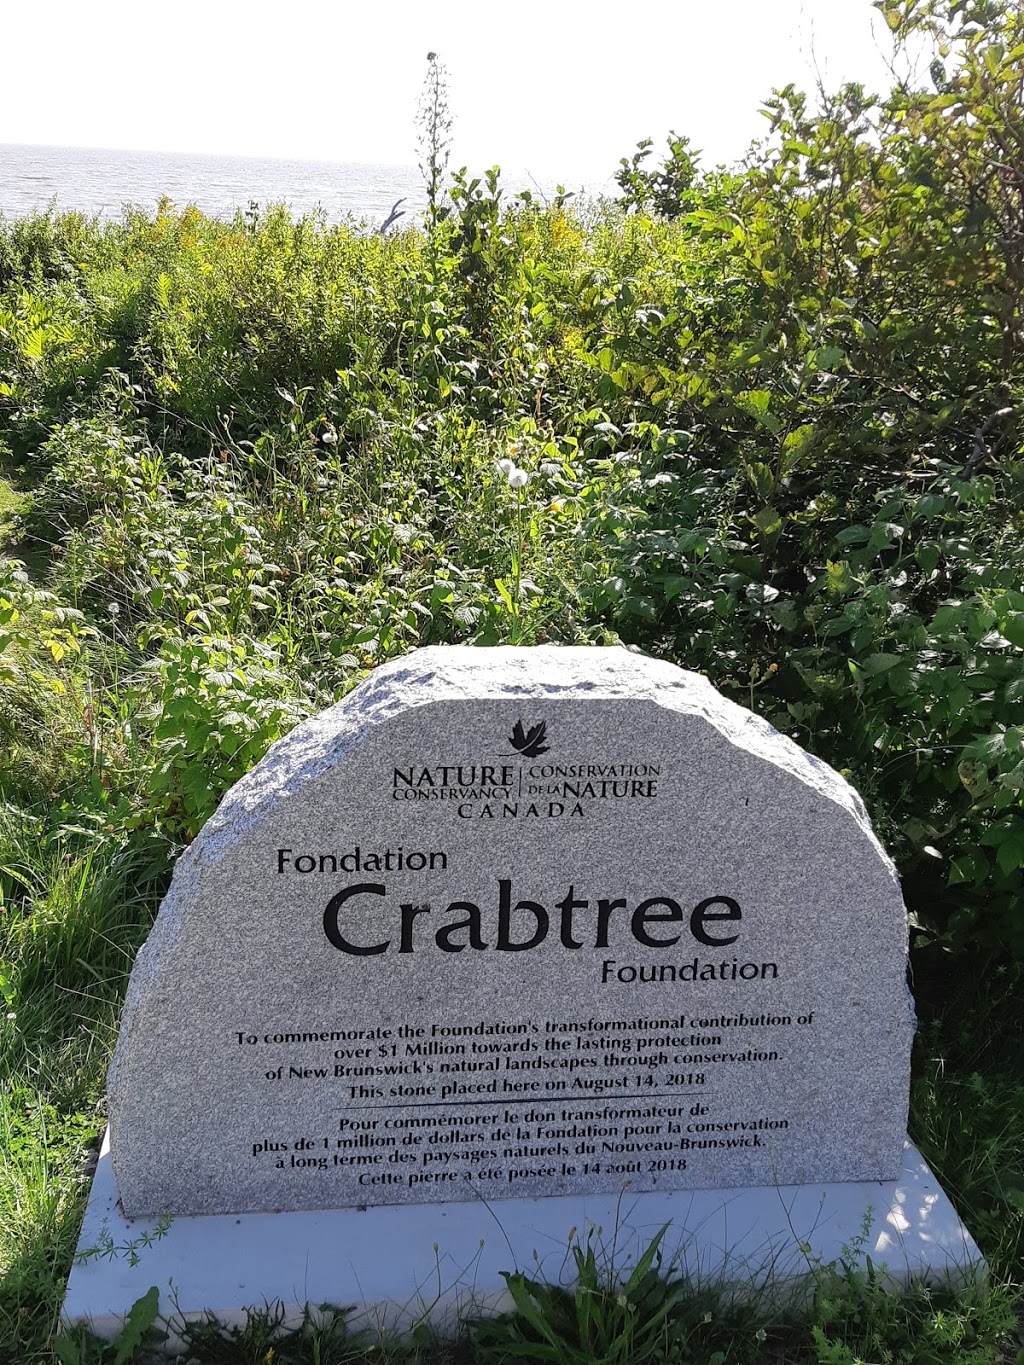 NATURE CONSERVANCY
CONSERVATION DE LA NATURE
CANADA
Fondation
Crabtree
Foundation
To commemorate the Foundation's transformational contribution of
over $1 Million towards the lasting protection
of New Brunswick's natural landscapes through conservation.
This stone placed here on August 14, 2018
Pour commémorer le don transformateur de
plus de 1 million de dollars de la Fondation pour la conservation
à long terme des paysages naturels du Nouveau-Brunswick.
Cette pierre a été posée le 14 août 2018